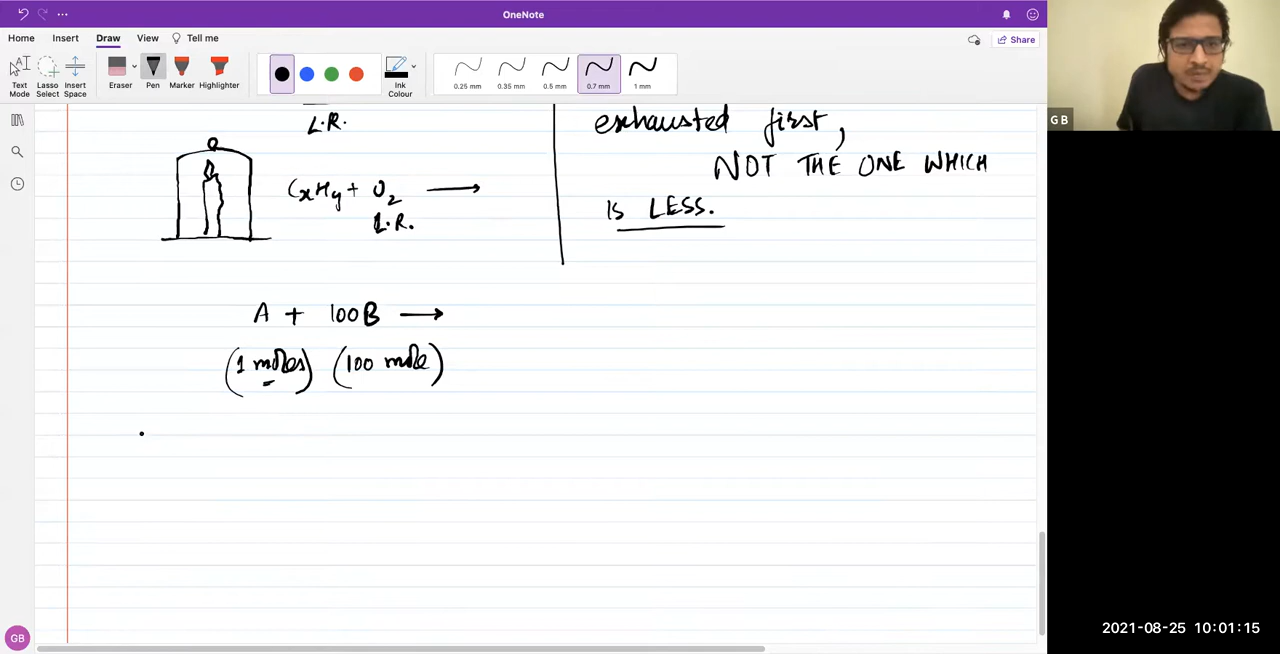 OneNote
Home Insert Draw View Tell me
Share
Text Mode
Lasso Select
Insert Space
Eraser
Pen
Marker
Highlighter
Ink Colour
0.25 mm
0.35 mm
0.5 mm
0.7 mm
1 mm
L.R.
CxHy + O2 ⟶
L.R.
exhausted first,
NOT THE ONE WHICH
is LESS.
A + 100B ⟶
(1 moles) (100 mole)
GB
GB
2021-08-25 10:01:15